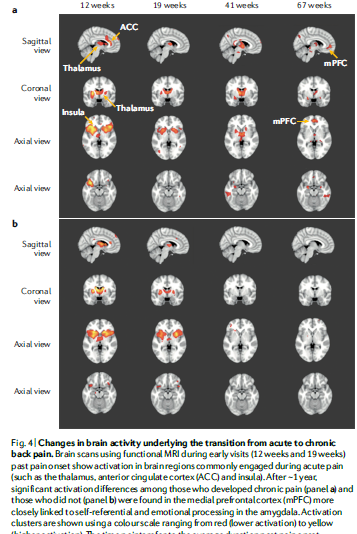 12 weeks 19 weeks 41 weeks 67 weeks
a
ACC
Sagittal
view
Thalamus
mPFC
Coronal
view
Thalamus
Insula
mPFC
Axial view
Axial view
b
Sagittal
view
Coronal
view
Axial view
Axial view
Fig. 4 | Changes in brain activity underlying the transition from acute to chronic
back pain. Brain scans using functional MRI during early visits (12 weeks and 19 weeks)
past pain onset show activation in brain regions commonly engaged during acute pain
(such as the thalamus, anterior cingulate cortex (ACC) and insula). After ~1 year,
significant activation differences among those who developed chronic pain (panel a) and
those who did not (panel b) were found in the medial prefrontal cortex (mPFC) more
closely linked to self-referential and emotional processing in the amygdala. Activation
clusters are shown using a colour scale ranging from red (lower activation) to yellow